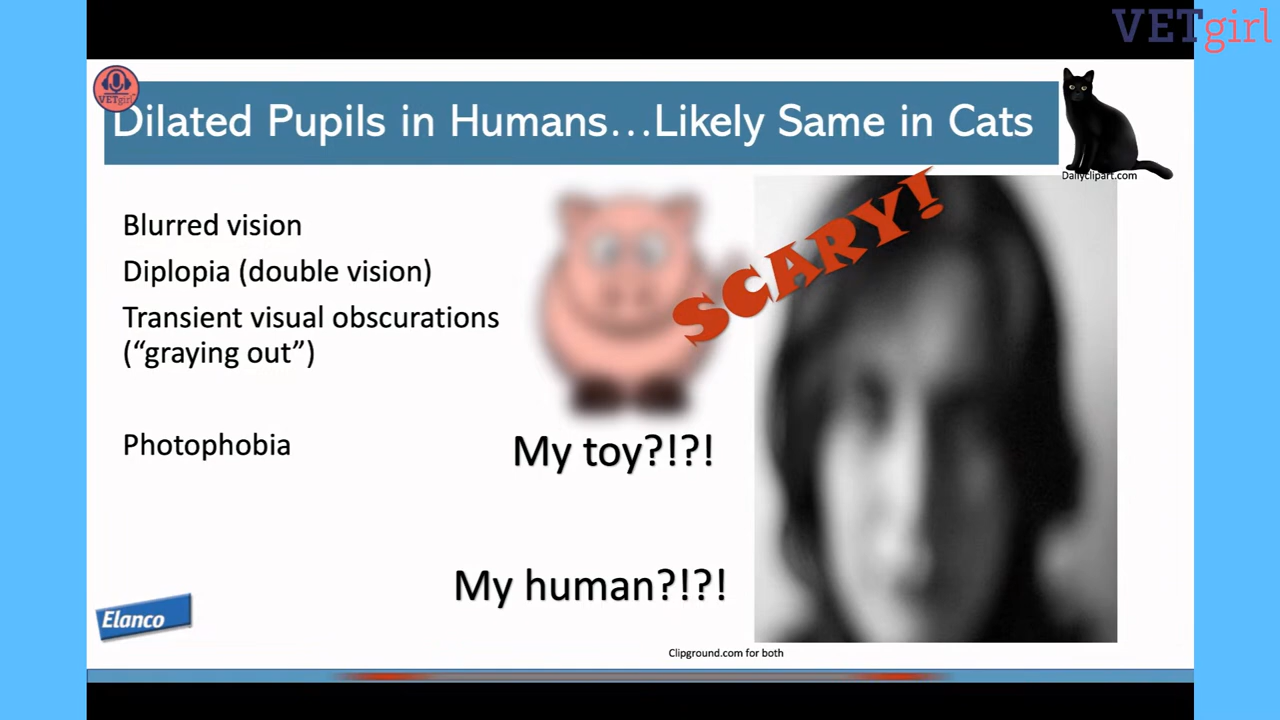 VETgirl
VETgirl
Dilated Pupils in Humans…Likely Same in Cats
Dailyclipart.com
SCARY!
Blurred vision
Diplopia (double vision)
Transient visual obscurations
(“graying out”)
Photophobia
My toy?!?!
My human?!?!
Elanco
Clipground.com for both